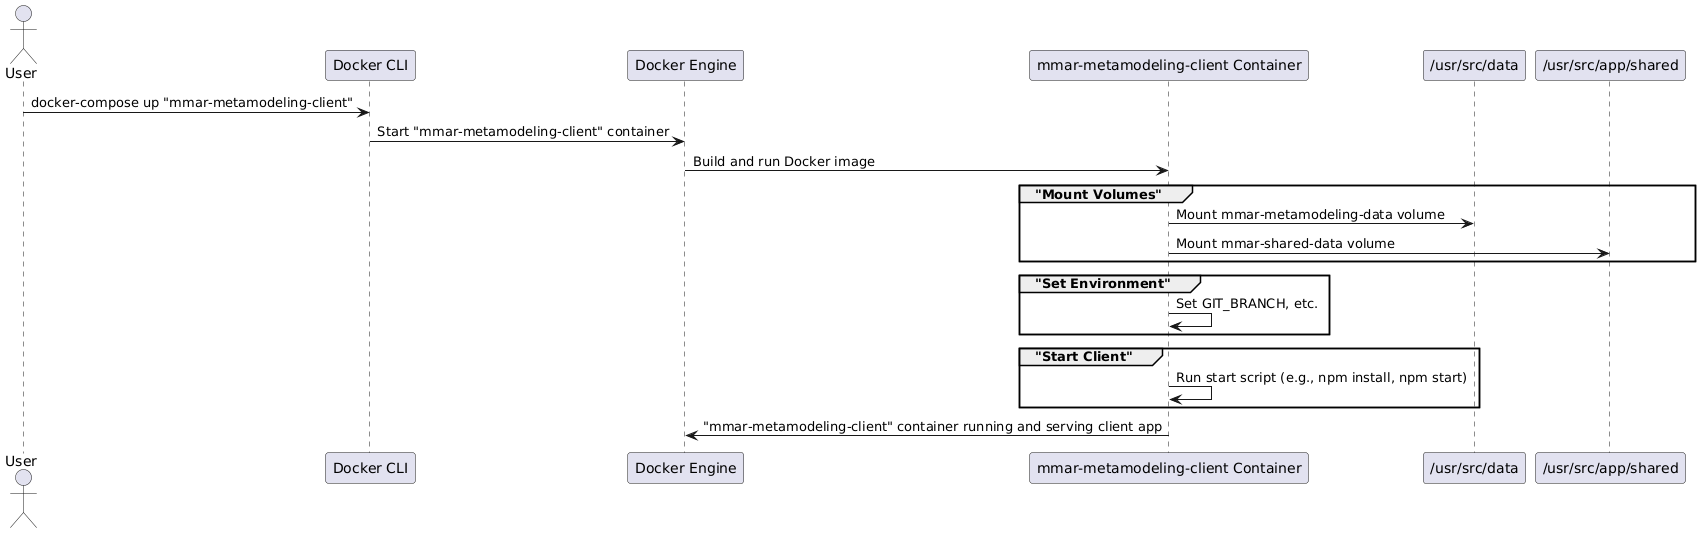 User
Docker CLI
Docker Engine
mmar-metamodeling-client Container
/usr/src/data
/usr/src/app/shared
docker-compose up "mmar-metamodeling-client"
Start "mmar-metamodeling-client" container
Build and run Docker image
"Mount Volumes"
Mount mmar-metamodeling-data volume
Mount mmar-shared-data volume
"Set Environment"
Set GIT_BRANCH, etc.
"Start Client"
Run start script (e.g., npm install, npm start)
"mmar-metamodeling-client" container running and serving client app
User
Docker CLI
Docker Engine
mmar-metamodeling-client Container
/usr/src/data
/usr/src/app/shared